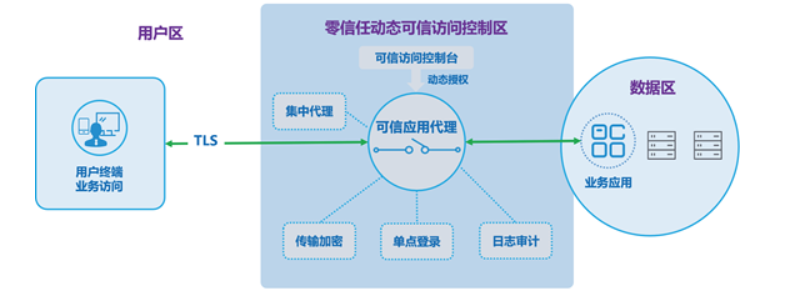 用户区
零信任动态可信访问控制区
可信访问控制台
动态授权
数据区
集中代理
可信应用代理
TLS
用户终端
业务访问
业务应用
传输加密
单点登录
日志审计